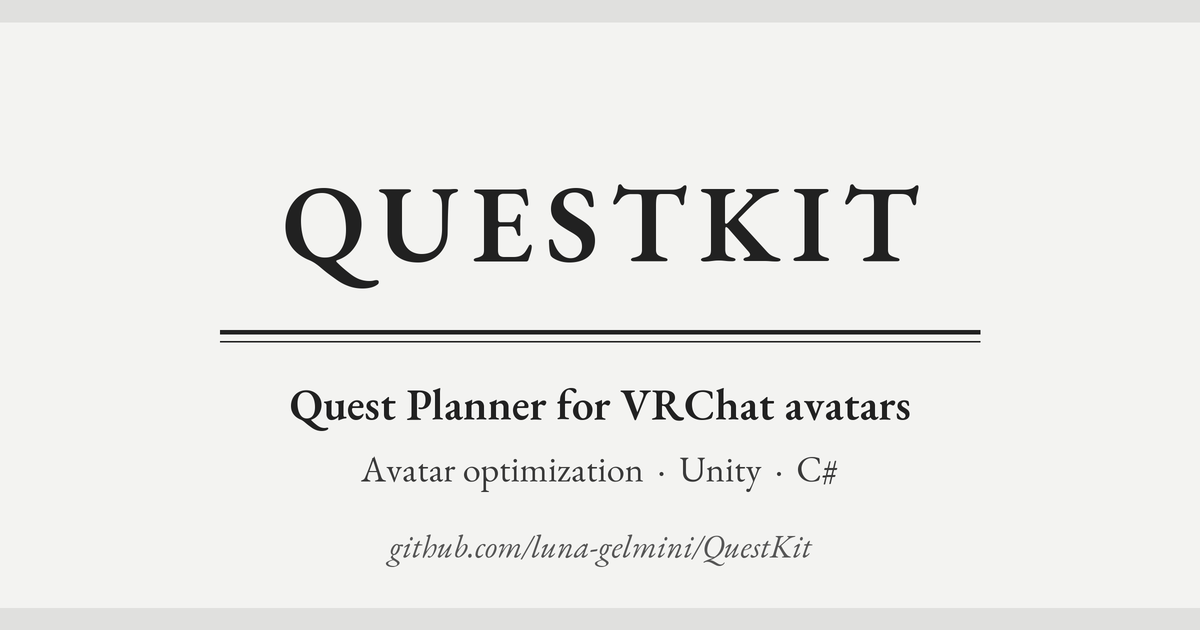 QUESTKIT
Quest Planner for VRChat avatars
Avatar optimization · Unity · C#
github.com/luna-gelmini/QuestKit